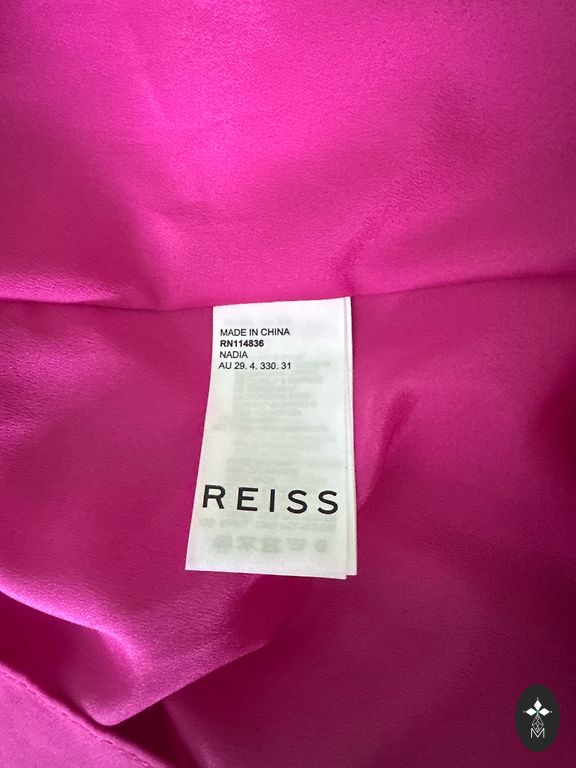 MADE IN CHINA
RN114836
NADIA
AU 29. 4. 330. 31
REISS
M